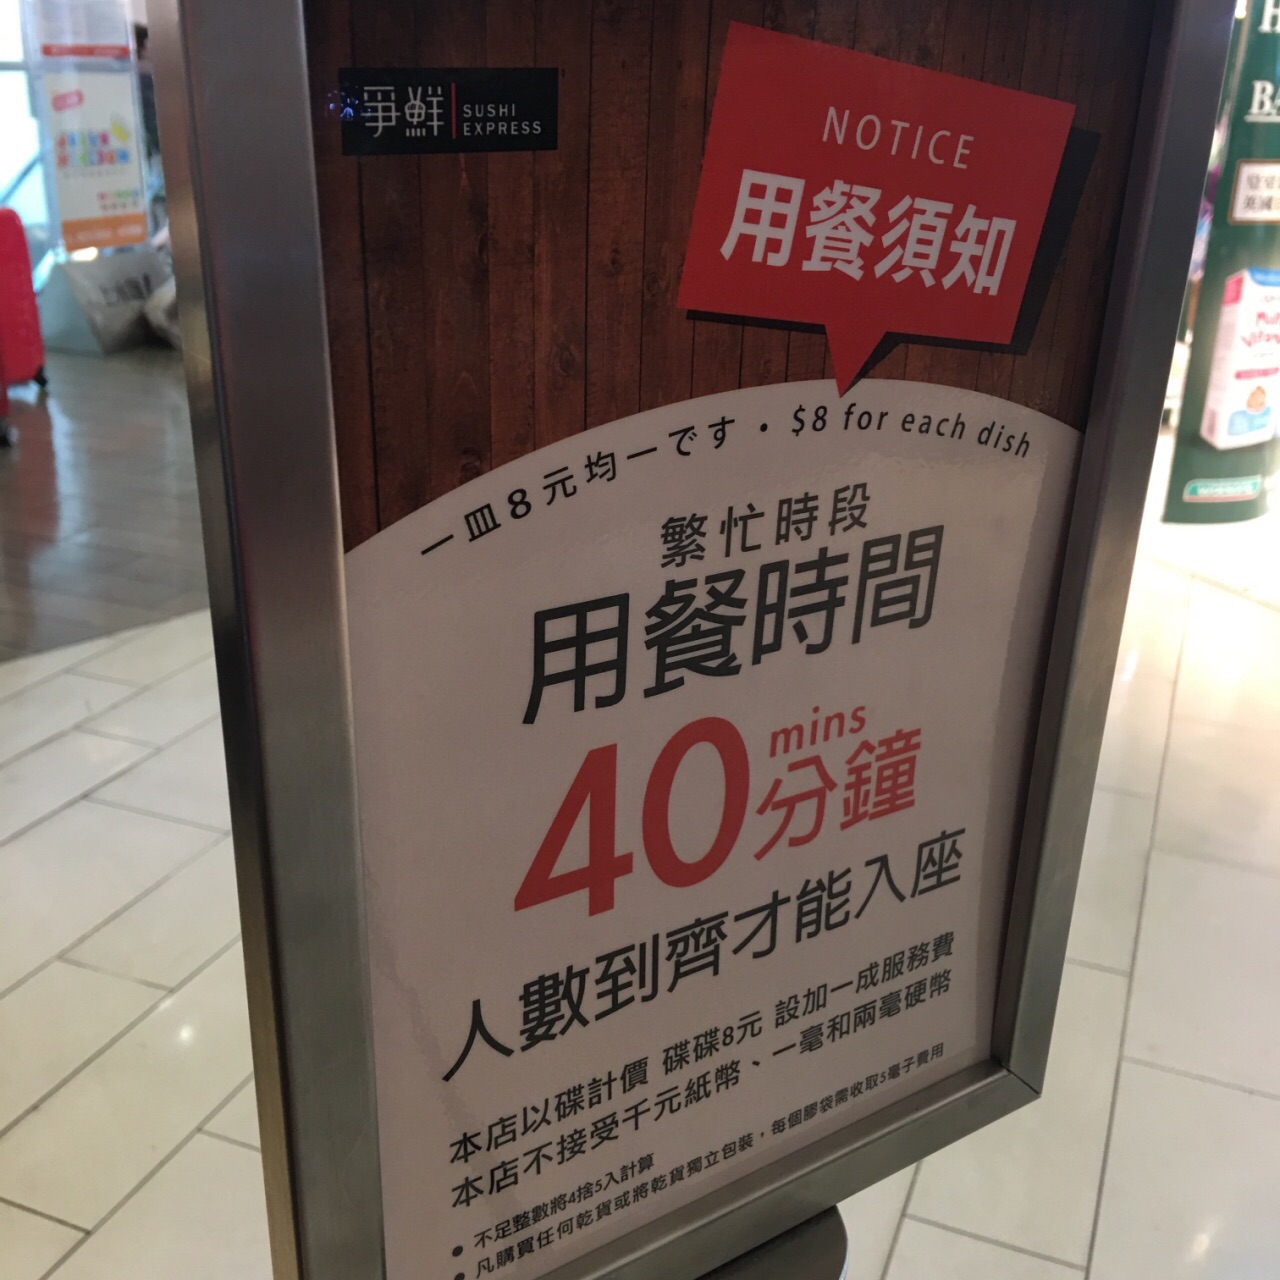 爭鮮 SUSHI EXPRESS
NOTICE
用餐須知
一皿8元均一です・$8 for each dish
繁忙時段
用餐時間
40 mins 分鐘
人數到齊才能入座
本店以碟計價 碟碟8元 設加一成服務費
本店不接受千元紙幣、一毫和兩毫硬幣
• 不足整數將4捨5入計算
• 凡購買任何乾貨或將乾貨獨立包裝，每個膠袋需收取5毫子費用